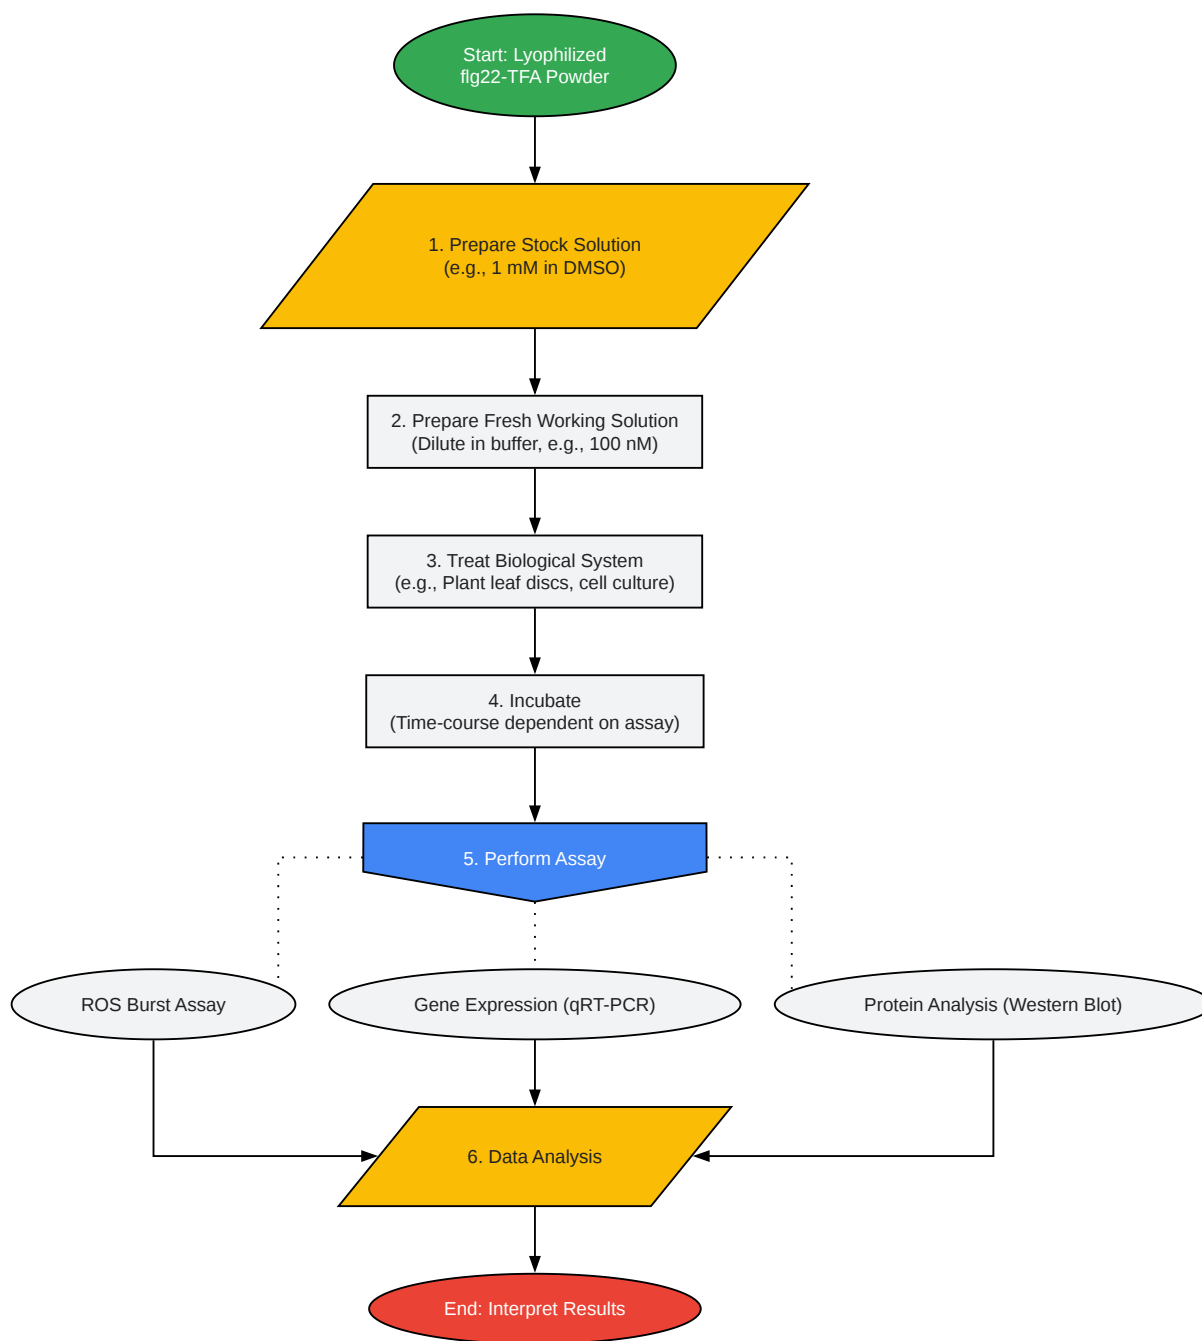 Start: Lyophilized
flg22-TFA Powder
1. Prepare Stock Solution
(e.g., 1 mM in DMSO)
2. Prepare Fresh Working Solution
(Dilute in buffer, e.g., 100 nM)
3. Treat Biological System
(e.g., Plant leaf discs, cell culture)
4. Incubate
(Time-course dependent on assay)
5. Perform Assay
ROS Burst Assay
Gene Expression (qRT-PCR)
Protein Analysis (Western Blot)
6. Data Analysis
End: Interpret Results